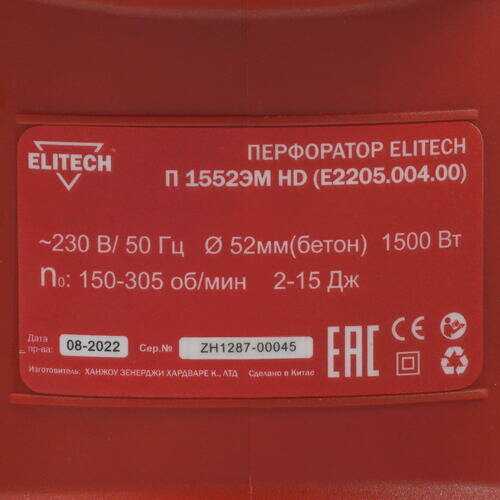 ELITECH
ПЕРФОРАТОР ELITECH
П 1552ЭМ HD (E2205.004.00)
~230 В/ 50 Гц Ø 52мм(бетон) 1500 Вт
n₀: 150-305 об/мин 2-15 Дж
Дата пр-ва: 08-2022 Сер.№ ZH1287-00045
EAC CE
Изготовитель: ХАНЖОУ ЗЕНЕРДЖИ ХАРДВАРЕ К., ЛТД Сделано в Китае